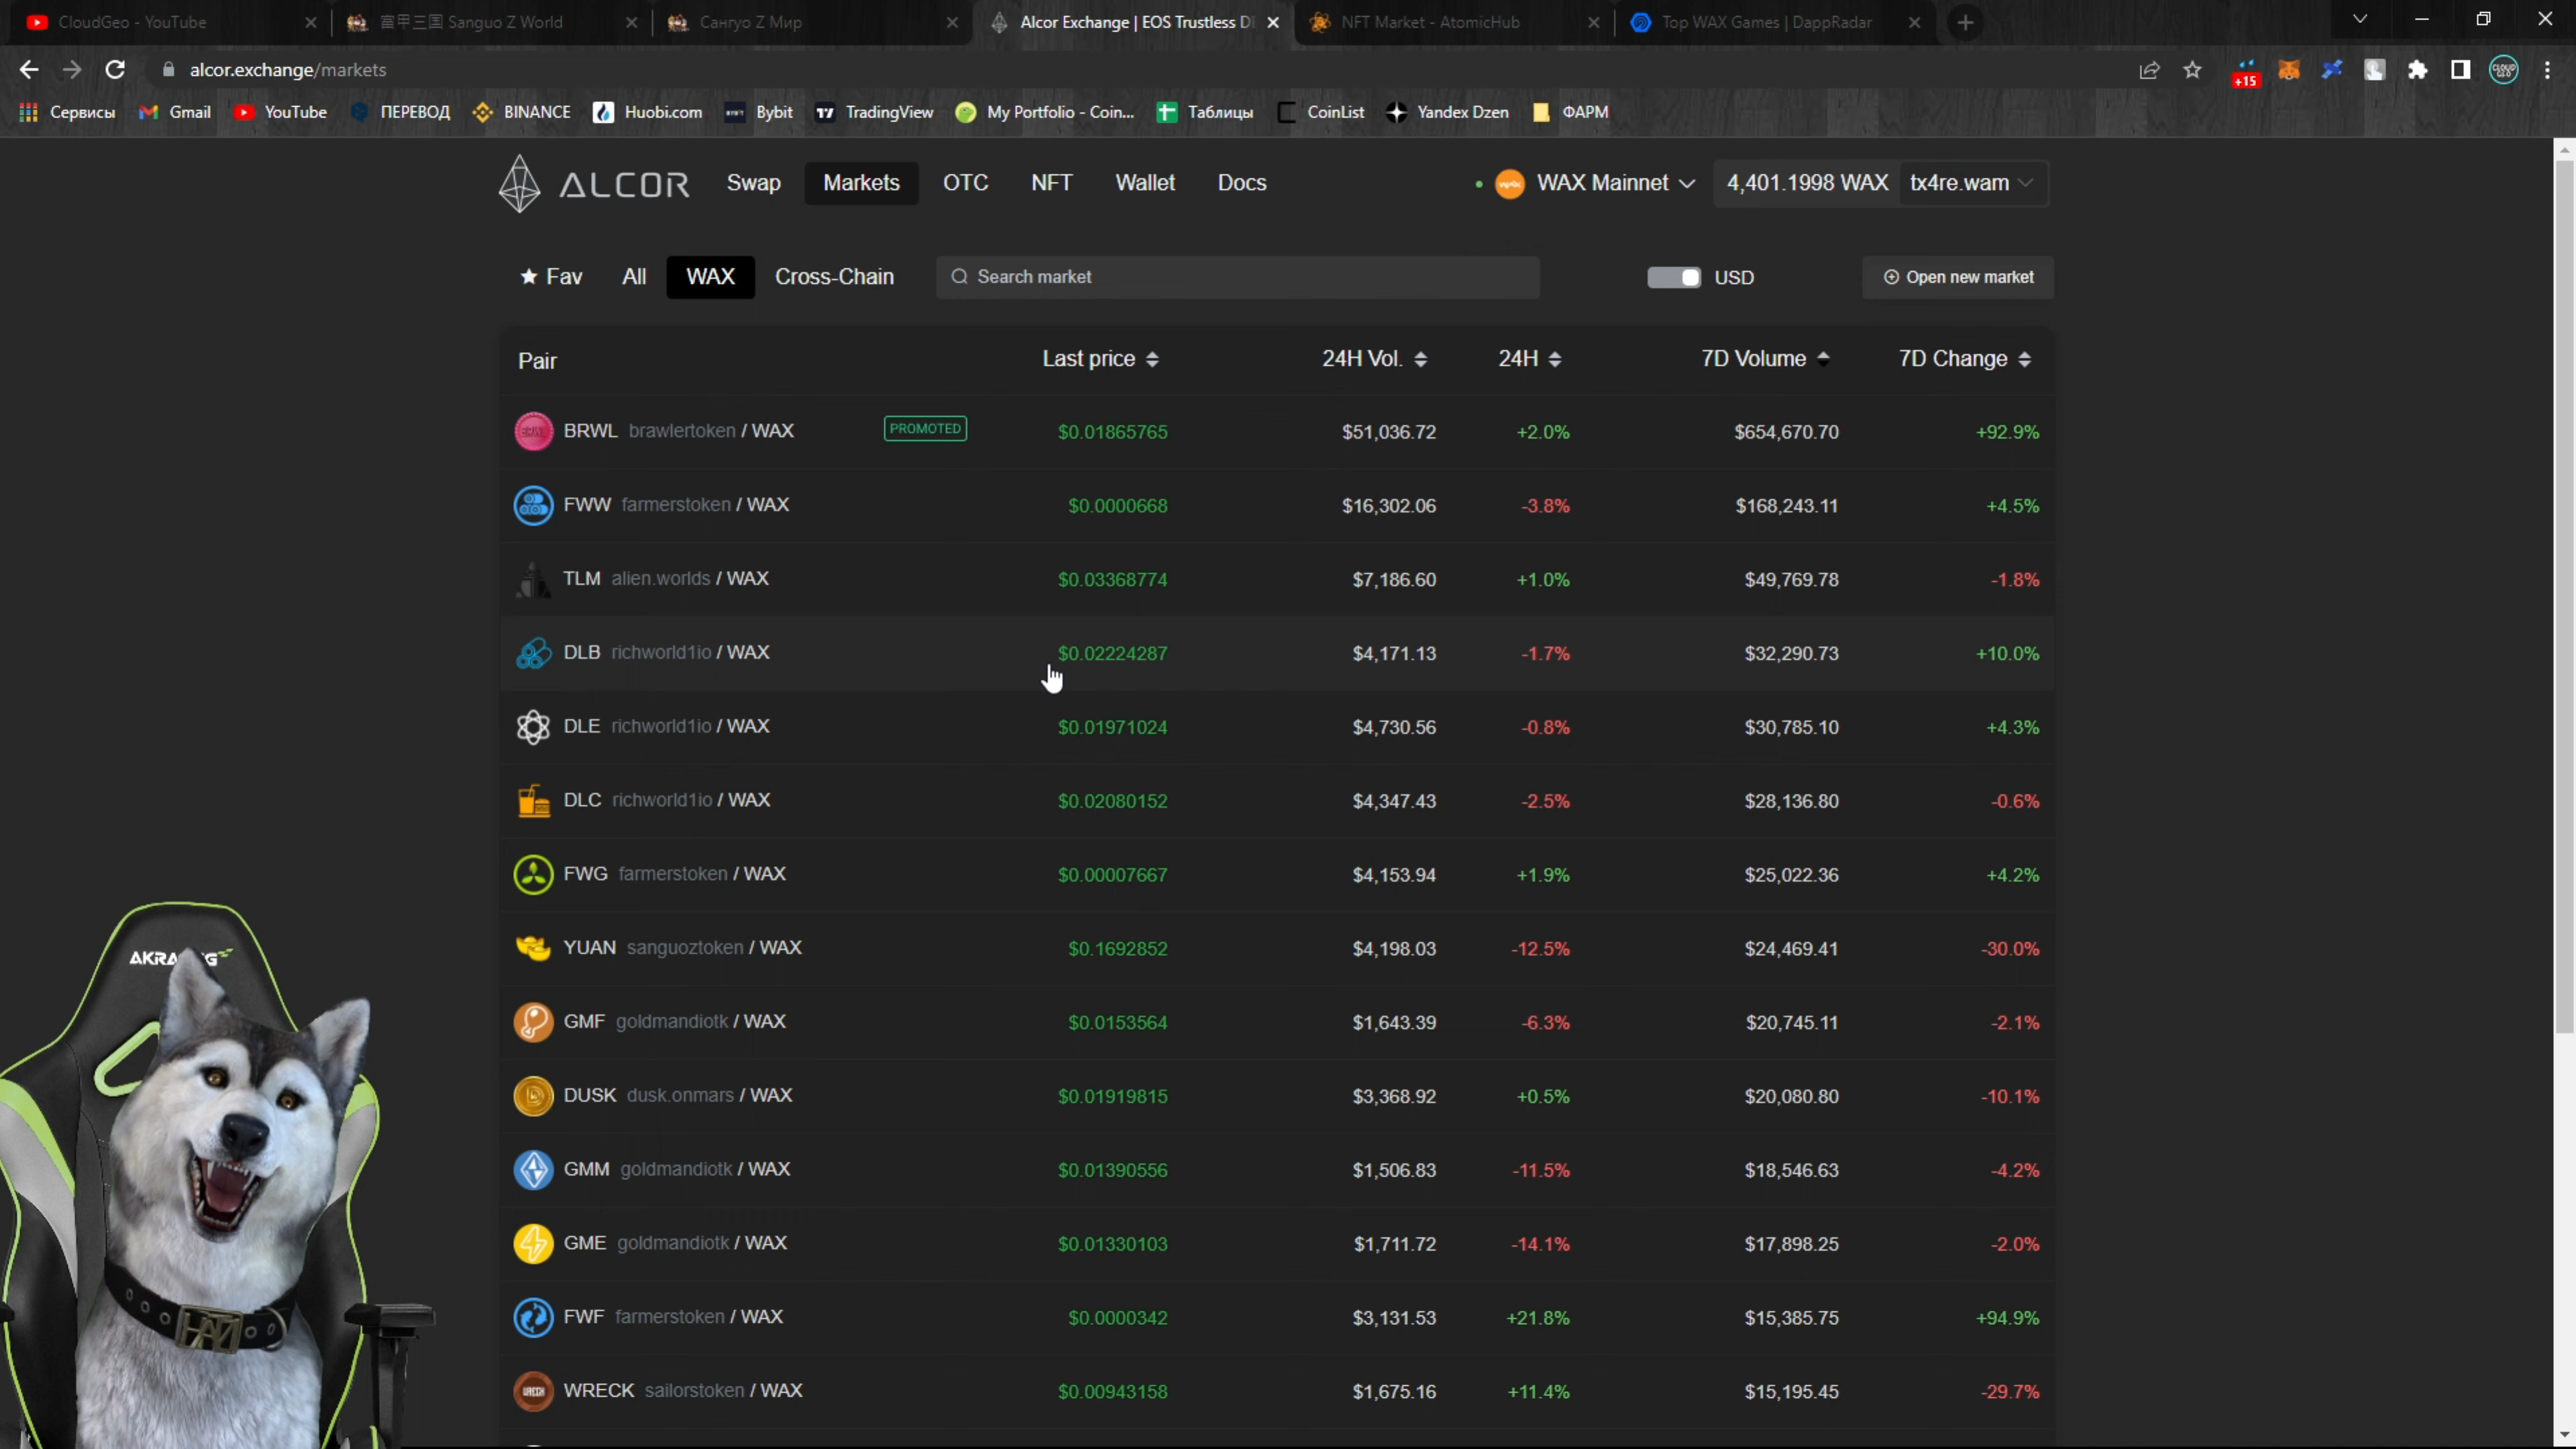 CloudGeo - YouTube
富甲三国 Sanguo Z World
Сангуо Z Мир
Alcor Exchange | EOS Trustless DE
NFT Market - AtomicHub
Top WAX Games | DappRadar
alcor.exchange/markets
+15
CLOUD GEO
Сервисы
Gmail
YouTube
ПЕРЕВОД
BINANCE
Huobi.com
Bybit
TradingView
My Portfolio - Coin...
Таблицы
CoinList
Yandex Dzen
ФАРМ
ALCOR Swap Markets OTC NFT Wallet Docs WAX Mainnet 4,401.1998 WAX tx4re.wam
Fav All WAX Cross-Chain Search market USD Open new market
Pair Last price 24H Vol. 24H 7D Volume 7D Change
BRWL brawlertoken / WAX PROMOTED $0.01865765 $51,036.72 +2.0% $654,670.70 +92.9%
FWW farmerstoken / WAX $0.0000668 $16,302.06 -3.8% $168,243.11 +4.5%
TLM alien.worlds / WAX $0.03368774 $7,186.60 +1.0% $49,769.78 -1.8%
DLB richworld1io / WAX $0.02224287 $4,171.13 -1.7% $32,290.73 +10.0%
DLE richworld1io / WAX $0.01971024 $4,730.56 -0.8% $30,785.10 +4.3%
DLC richworld1io / WAX $0.02080152 $4,347.43 -2.5% $28,136.80 -0.6%
FWG farmerstoken / WAX $0.00007667 $4,153.94 +1.9% $25,022.36 +4.2%
YUAN sanguoztoken / WAX $0.1692852 $4,198.03 -12.5% $24,469.41 -30.0%
GMF goldmandiotk / WAX $0.0153564 $1,643.39 -6.3% $20,745.11 -2.1%
DUSK dusk.onmars / WAX $0.01919815 $3,368.92 +0.5% $20,080.80 -10.1%
GMM goldmandiotk / WAX $0.01390556 $1,506.83 -11.5% $18,546.63 -4.2%
GME goldmandiotk / WAX $0.01330103 $1,711.72 -14.1% $17,898.25 -2.0%
FWF farmerstoken / WAX $0.0000342 $3,131.53 +21.8% $15,385.75 +94.9%
WRECK sailorstoken / WAX $0.00943158 $1,675.16 +11.4% $15,195.45 -29.7%